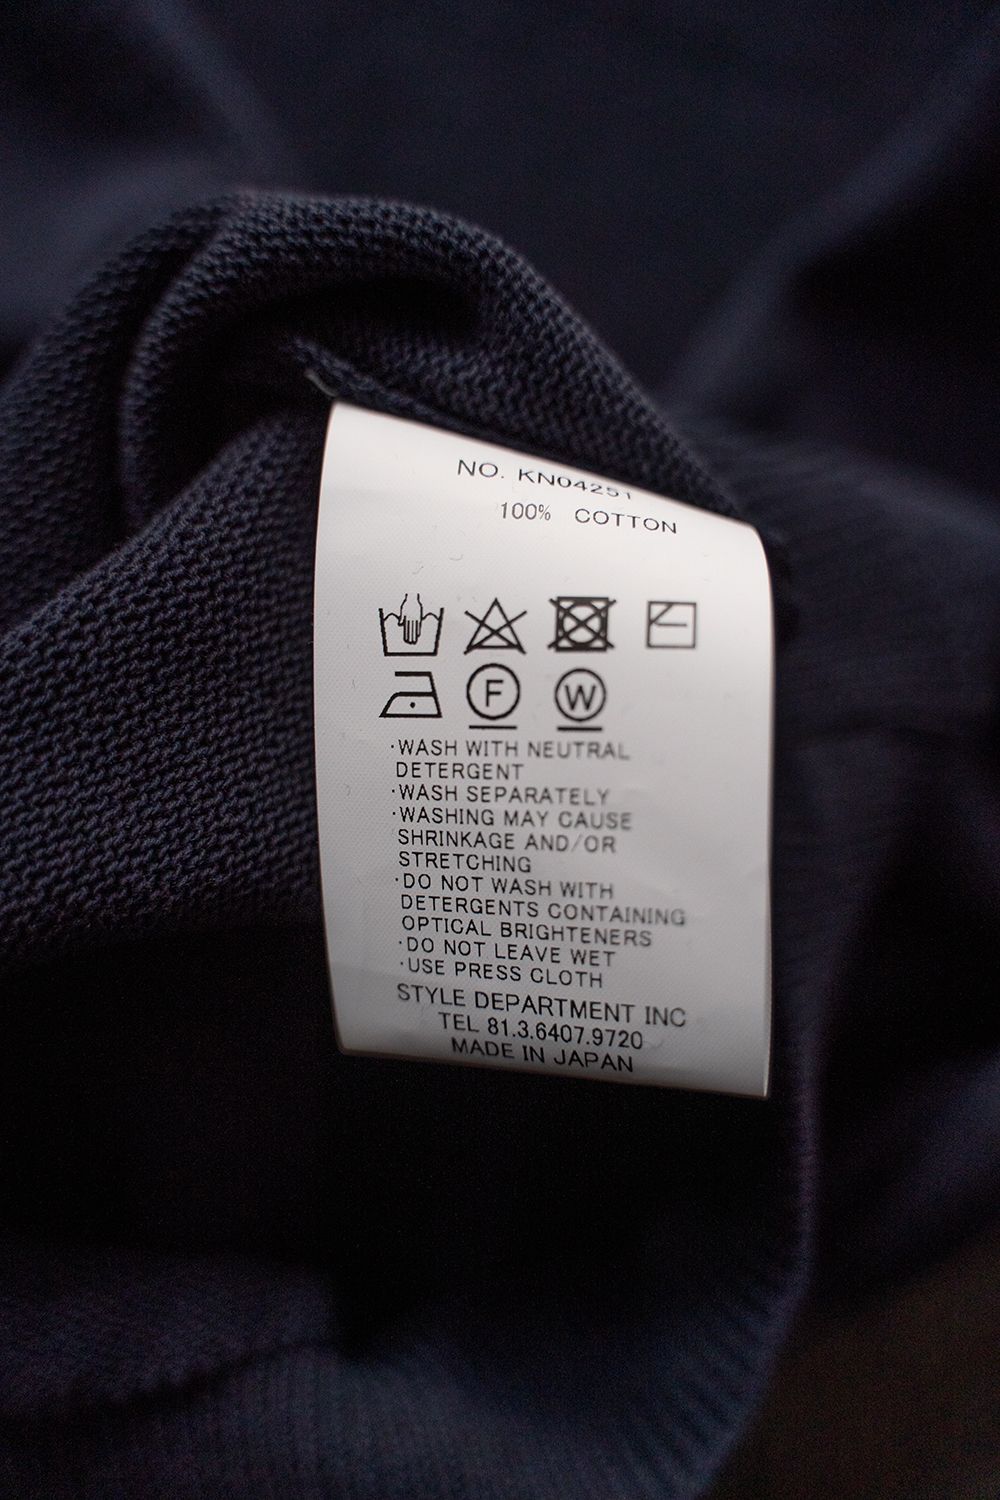 NO. KN04251
100% COTTON
F W
·WASH WITH NEUTRAL
DETERGENT
·WASH SEPARATELY
·WASHING MAY CAUSE
SHRINKAGE AND/OR
STRETCHING
·DO NOT WASH WITH
DETERGENTS CONTAINING
OPTICAL BRIGHTENERS
·DO NOT LEAVE WET
·USE PRESS CLOTH
STYLE DEPARTMENT INC
TEL 81.3.6407.9720
MADE IN JAPAN